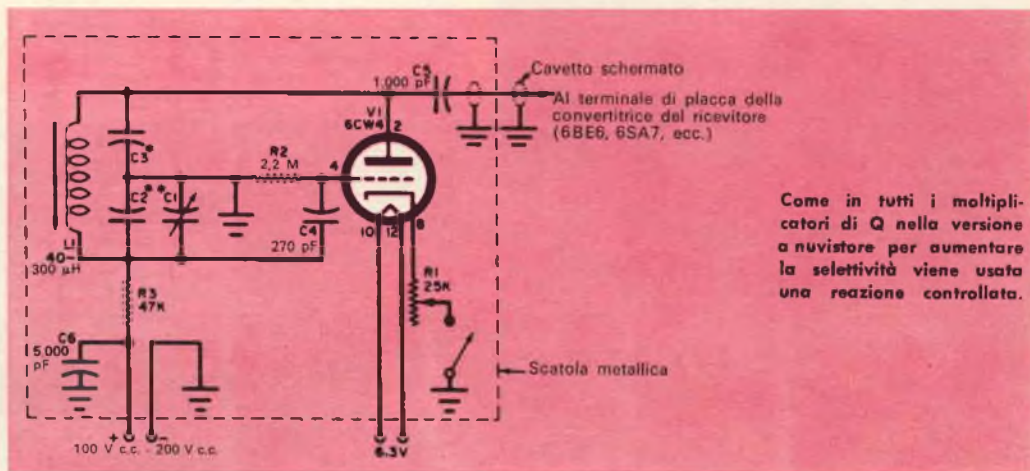 C5
1.000 pF
Cavetto schermato
Al terminale di placca della
convertitrice del ricevitore
(6BE6, 6SA7, ecc.)
V1
6CW4
2
C3*
R2
2,2 M
4
C2**
C1
10
12
8
C4
270 pF
L1
40-
300 µH
R1
25K
R3
47K
C6
5.000
pF
Scatola metallica
+
-
100 V c.c. - 200 V c.c.
6.3V
Come in tutti i moltipli-
catori di Q nella versione
a nuvistore per aumentare
la selettività viene usata
una reazione controllata.